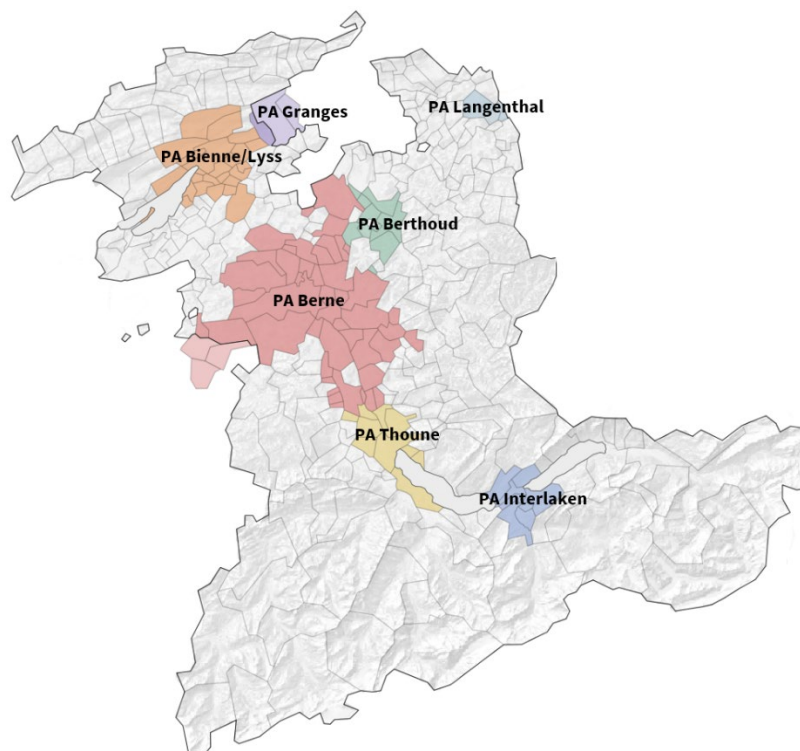 PA Granges
PA Langenthal
PA Bienne/Lyss
PA Berthoud
PA Berne
PA Thoune
PA Interlaken